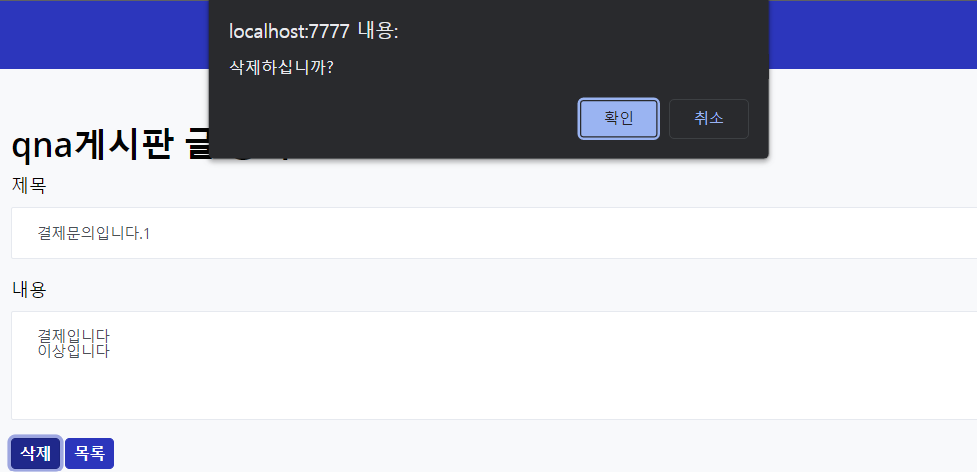 localhost:7777 내용:
삭제하십니까?
확인 취소
qna게시판 글
제목
결제문의입니다.1
내용
결제입니다
이상입니다
삭제 목록